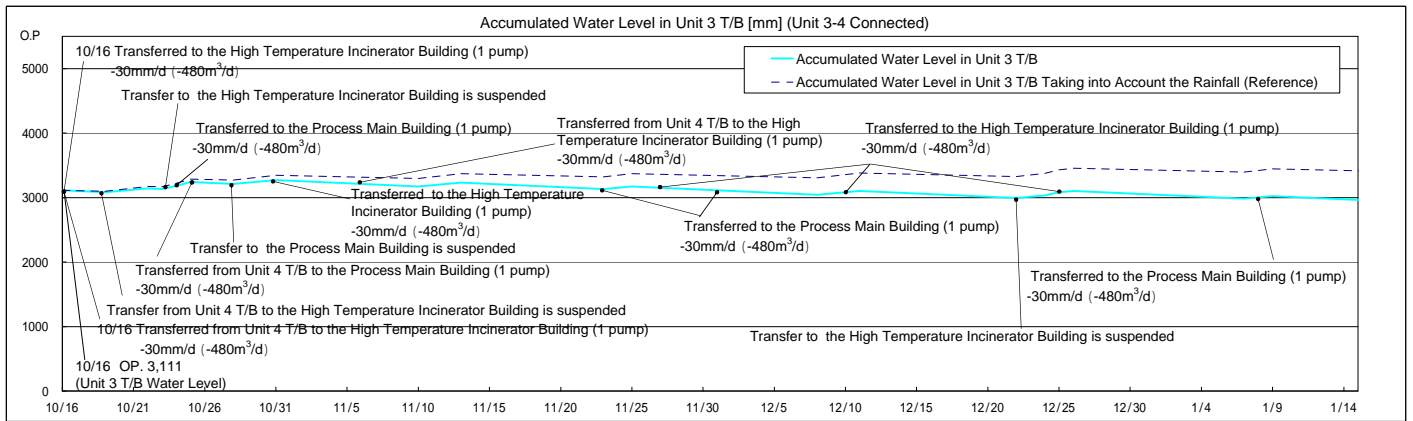 Accumulated Water Level in Unit 3 T/B [mm] (Unit 3-4 Connected)
O.P
10/16 Transferred to the High Temperature Incinerator Building (1 pump)
-30mm/d (-480m³/d)
Transfer to the High Temperature Incinerator Building is suspended
Accumulated Water Level in Unit 3 T/B
Accumulated Water Level in Unit 3 T/B Taking into Account the Rainfall (Reference)
Transferred to the Process Main Building (1 pump)
-30mm/d (-480m³/d)
Transferred from Unit 4 T/B to the High
Temperature Incinerator Building (1 pump)
-30mm/d (-480m³/d)
Transferred to the High Temperature Incinerator Building (1 pump)
-30mm/d (-480m³/d)
Transferred to the High Temperature
Incinerator Building (1 pump)
-30mm/d (-480m³/d)
Transfer to the Process Main Building is suspended
Transferred to the Process Main Building (1 pump)
-30mm/d (-480m³/d)
Transferred from Unit 4 T/B to the Process Main Building (1 pump)
-30mm/d (-480m³/d)
Transferred to the Process Main Building (1 pump)
-30mm/d (-480m³/d)
Transfer from Unit 4 T/B to the High Temperature Incinerator Building is suspended
10/16 Transferred from Unit 4 T/B to the High Temperature Incinerator Building (1 pump)
-30mm/d (-480m³/d)
Transfer to the High Temperature Incinerator Building is suspended
10/16 OP. 3,111
(Unit 3 T/B Water Level)
5000
4000
3000
2000
1000
0
10/16 10/21 10/26 10/31 11/5 11/10 11/15 11/20 11/25 11/30 12/5 12/10 12/15 12/20 12/25 12/30 1/4 1/9 1/14